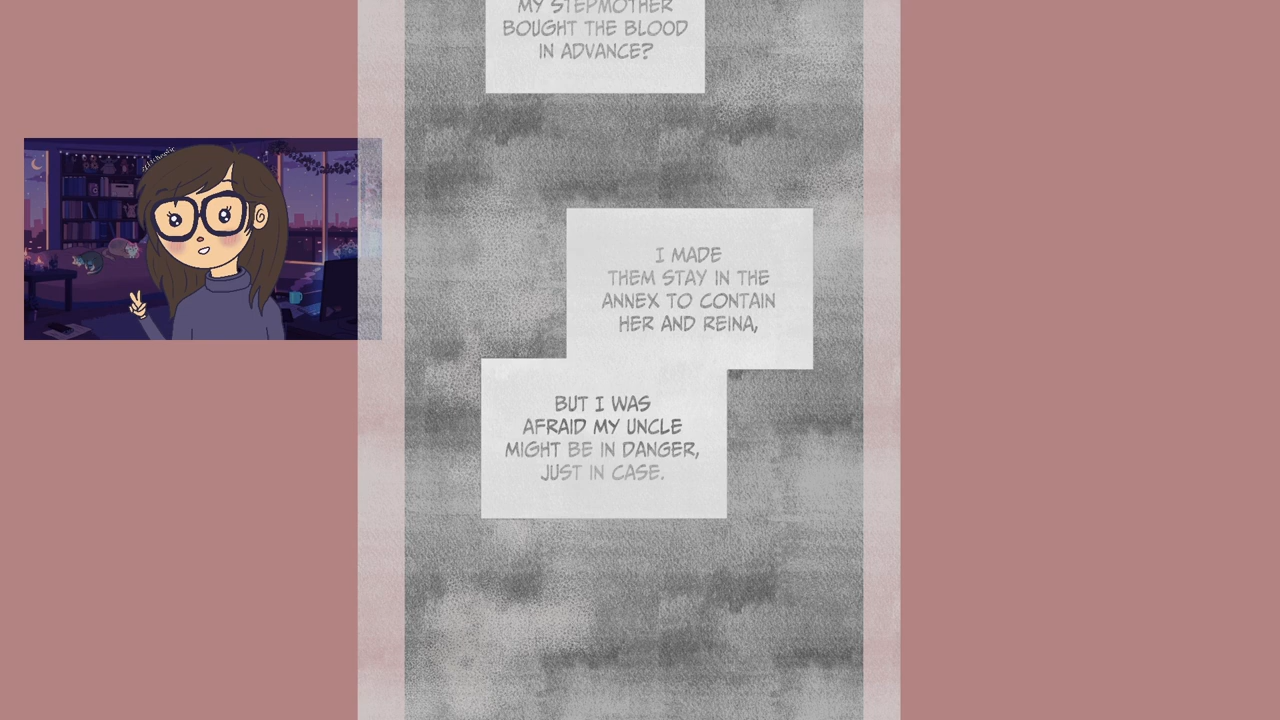 MY STEPMOTHER
BOUGHT THE BLOOD
IN ADVANCE?
I MADE
THEM STAY IN THE
ANNEX TO CONTAIN
HER AND REINA,
BUT I WAS
AFRAID MY UNCLE
MIGHT BE IN DANGER,
JUST IN CASE.